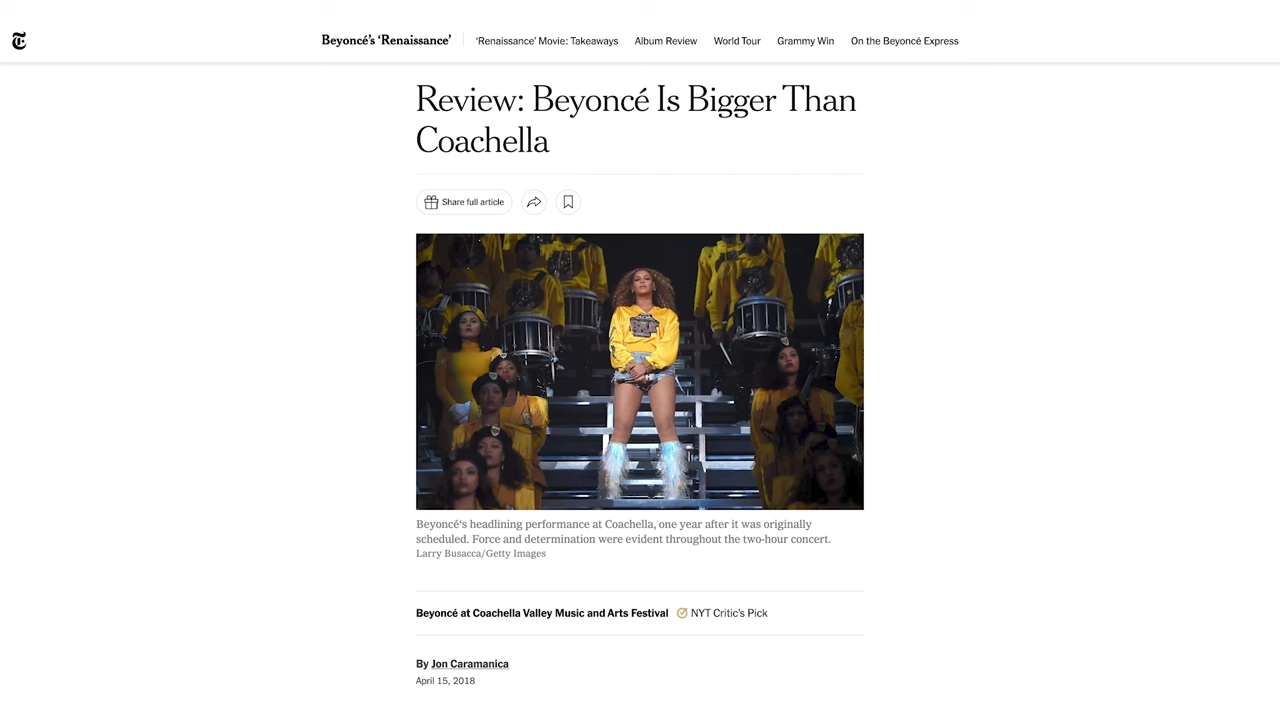 Beyoncé's 'Renaissance'
'Renaissance' Movie: Takeaways
Album Review
World Tour
Grammy Win
On the Beyoncé Express
Review: Beyoncé Is Bigger Than
Coachella
Share full article
Beyoncé's headlining performance at Coachella, one year after it was originally
scheduled. Force and determination were evident throughout the two-hour concert.
Larry Busacca/Getty Images
Beyoncé at Coachella Valley Music and Arts Festival
NYT Critic's Pick
By Jon Caramanica
April 15, 2018